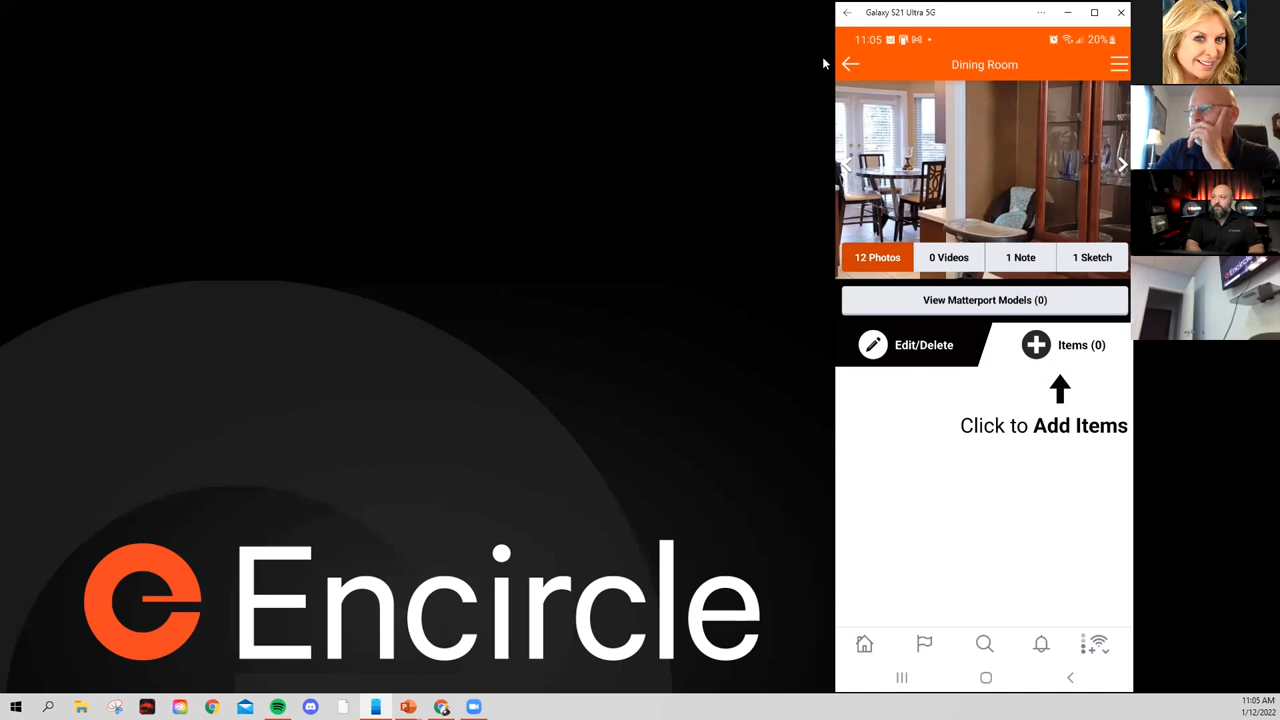 Galaxy S21 Ultra 5G
11:05
20%
Dining Room
12 Photos
0 Videos
1 Note
1 Sketch
View Matterport Models (0)
Edit/Delete
Items (0)
Click to Add Items
Encircle
11:05 AM
1/12/2022